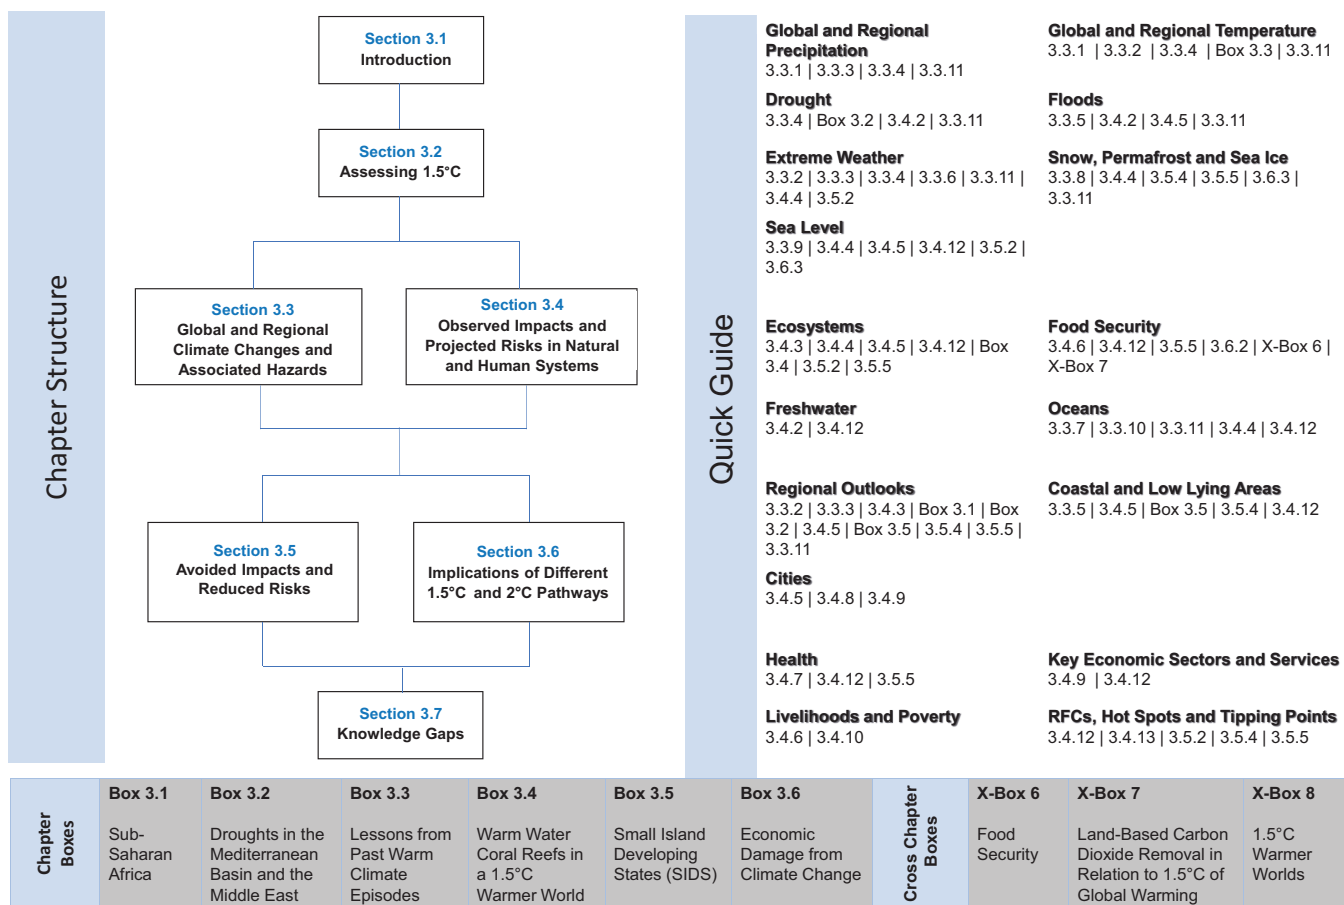 Chapter Structure
Section 3.1
Introduction
Section 3.2
Assessing 1.5°C
Section 3.3
Global and Regional
Climate Changes and
Associated Hazards
Section 3.4
Observed Impacts and
Projected Risks in Natural
and Human Systems
Section 3.5
Avoided Impacts and
Reduced Risks
Section 3.6
Implications of Different
1.5°C and 2°C Pathways
Section 3.7
Knowledge Gaps
Quick Guide
Global and Regional
Precipitation
3.3.1 | 3.3.3 | 3.3.4 | 3.3.11
Global and Regional Temperature
3.3.1 | 3.3.2 | 3.3.4 | Box 3.3 | 3.3.11
Drought
3.3.4 | Box 3.2 | 3.4.2 | 3.3.11
Floods
3.3.5 | 3.4.2 | 3.4.5 | 3.3.11
Extreme Weather
3.3.2 | 3.3.3 | 3.3.4 | 3.3.6 | 3.3.11 |
3.4.4 | 3.5.2
Snow, Permafrost and Sea Ice
3.3.8 | 3.4.4 | 3.5.4 | 3.5.5 | 3.6.3 |
3.3.11
Sea Level
3.3.9 | 3.4.4 | 3.4.5 | 3.4.12 | 3.5.2 |
3.6.3
Ecosystems
3.4.3 | 3.4.4 | 3.4.5 | 3.4.12 | Box
3.4 | 3.5.2 | 3.5.5
Food Security
3.4.6 | 3.4.12 | 3.5.5 | 3.6.2 | X-Box 6 |
X-Box 7
Freshwater
3.4.2 | 3.4.12
Oceans
3.3.7 | 3.3.10 | 3.3.11 | 3.4.4 | 3.4.12
Regional Outlooks
3.3.2 | 3.3.3 | 3.4.3 | Box 3.1 | Box
3.2 | 3.4.5 | Box 3.5 | 3.5.4 | 3.5.5 |
3.3.11
Coastal and Low Lying Areas
3.3.5 | 3.4.5 | Box 3.5 | 3.5.4 | 3.4.12
Cities
3.4.5 | 3.4.8 | 3.4.9
Health
3.4.7 | 3.4.12 | 3.5.5
Key Economic Sectors and Services
3.4.9 | 3.4.12
Livelihoods and Poverty
3.4.6 | 3.4.10
RFCs, Hot Spots and Tipping Points
3.4.12 | 3.4.13 | 3.5.2 | 3.5.4 | 3.5.5
Chapter
Boxes
Box 3.1
Sub-
Saharan
Africa
Box 3.2
Droughts in the
Mediterranean
Basin and the
Middle East
Box 3.3
Lessons from
Past Warm
Climate
Episodes
Box 3.4
Warm Water
Coral Reefs in
a 1.5°C
Warmer World
Box 3.5
Small Island
Developing
States (SIDS)
Box 3.6
Economic
Damage from
Climate Change
Cross Chapter
Boxes
X-Box 6
Food
Security
X-Box 7
Land-Based Carbon
Dioxide Removal in
Relation to 1.5°C of
Global Warming
X-Box 8
1.5°C
Warmer
Worlds